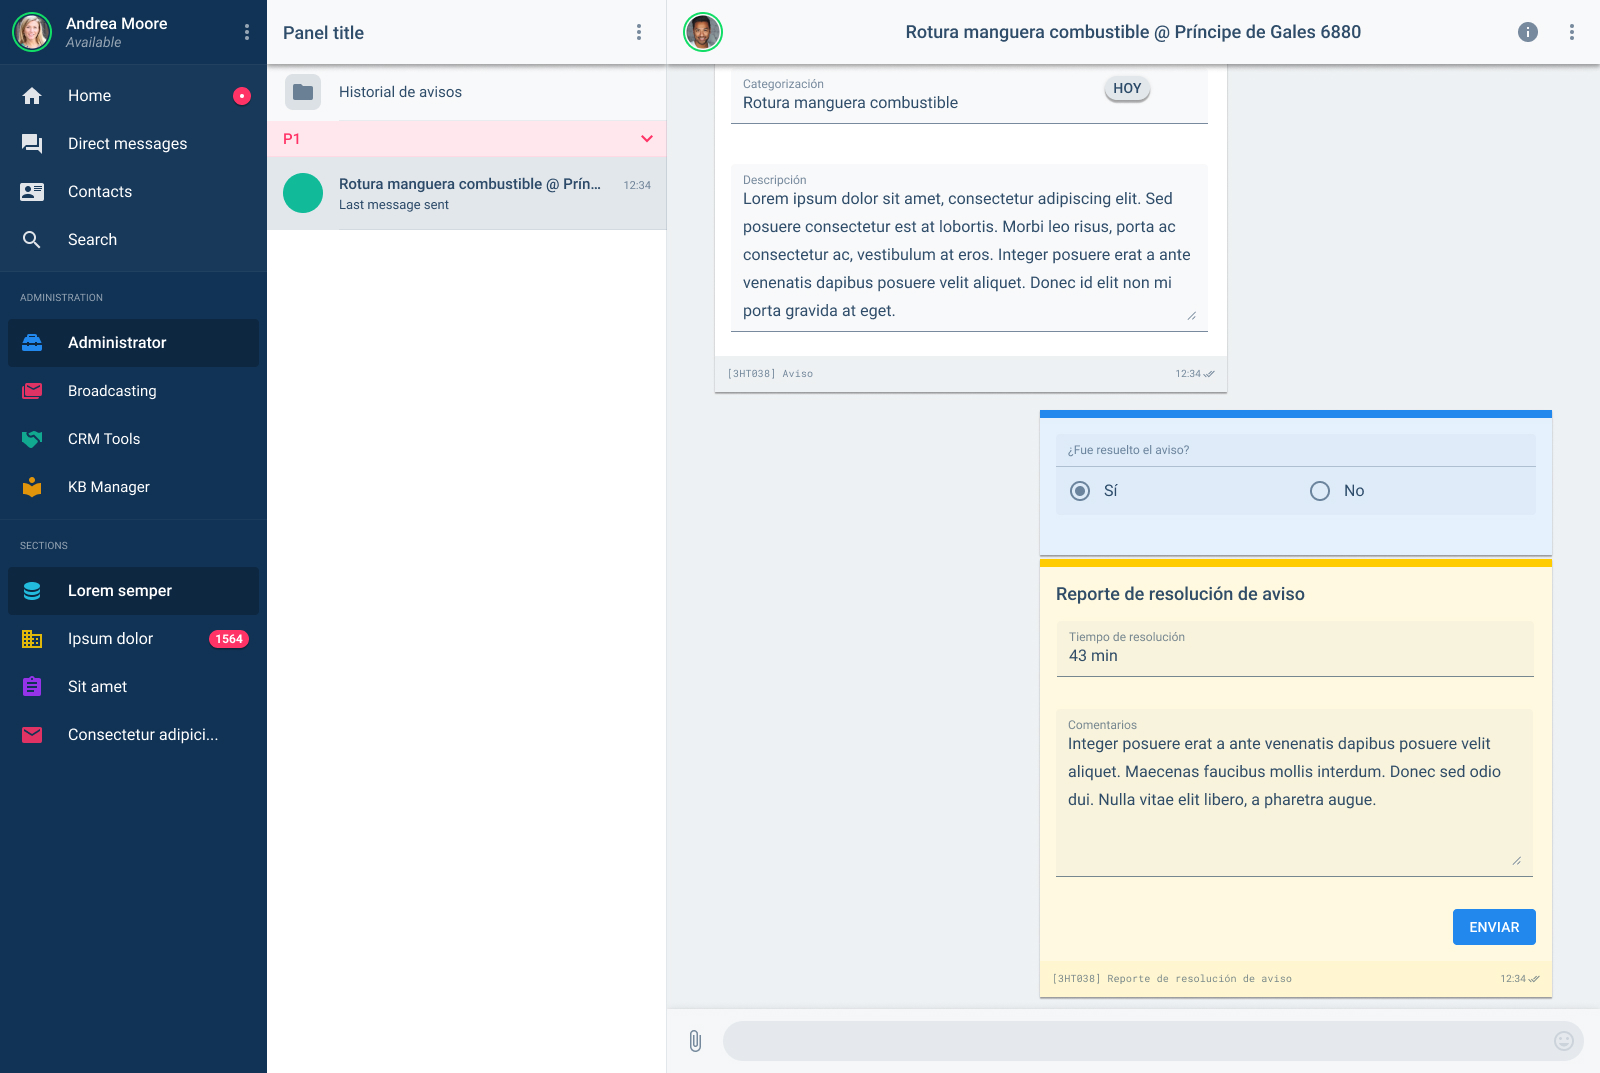 Andrea Moore
Available
Home
Direct messages
Contacts
Search
ADMINISTRATION
Administrator
Broadcasting
CRM Tools
KB Manager
SECTIONS
Lorem semper
Ipsum dolor 1564
Sit amet
Consectetur adipici...
Panel title
Historial de avisos
P1
Rotura manguera combustible @ Prín... 12:34
Last message sent
Rotura manguera combustible @ Príncipe de Gales 6880
HOY
Categorización
Rotura manguera combustible
Descripción
Lorem ipsum dolor sit amet, consectetur adipiscing elit. Sed
posuere consectetur est at lobortis. Morbi leo risus, porta ac
consectetur ac, vestibulum at eros. Integer posuere erat a ante
venenatis dapibus posuere velit aliquet. Donec id elit non mi
porta gravida at eget.
[3HT038] Aviso 12:34
¿Fue resuelto el aviso?
Sí No
Reporte de resolución de aviso
Tiempo de resolución
43 min
Comentarios
Integer posuere erat a ante venenatis dapibus posuere velit
aliquet. Maecenas faucibus mollis interdum. Donec sed odio
dui. Nulla vitae elit libero, a pharetra augue.
ENVIAR
[3HT038] Reporte de resolución de aviso 12:34